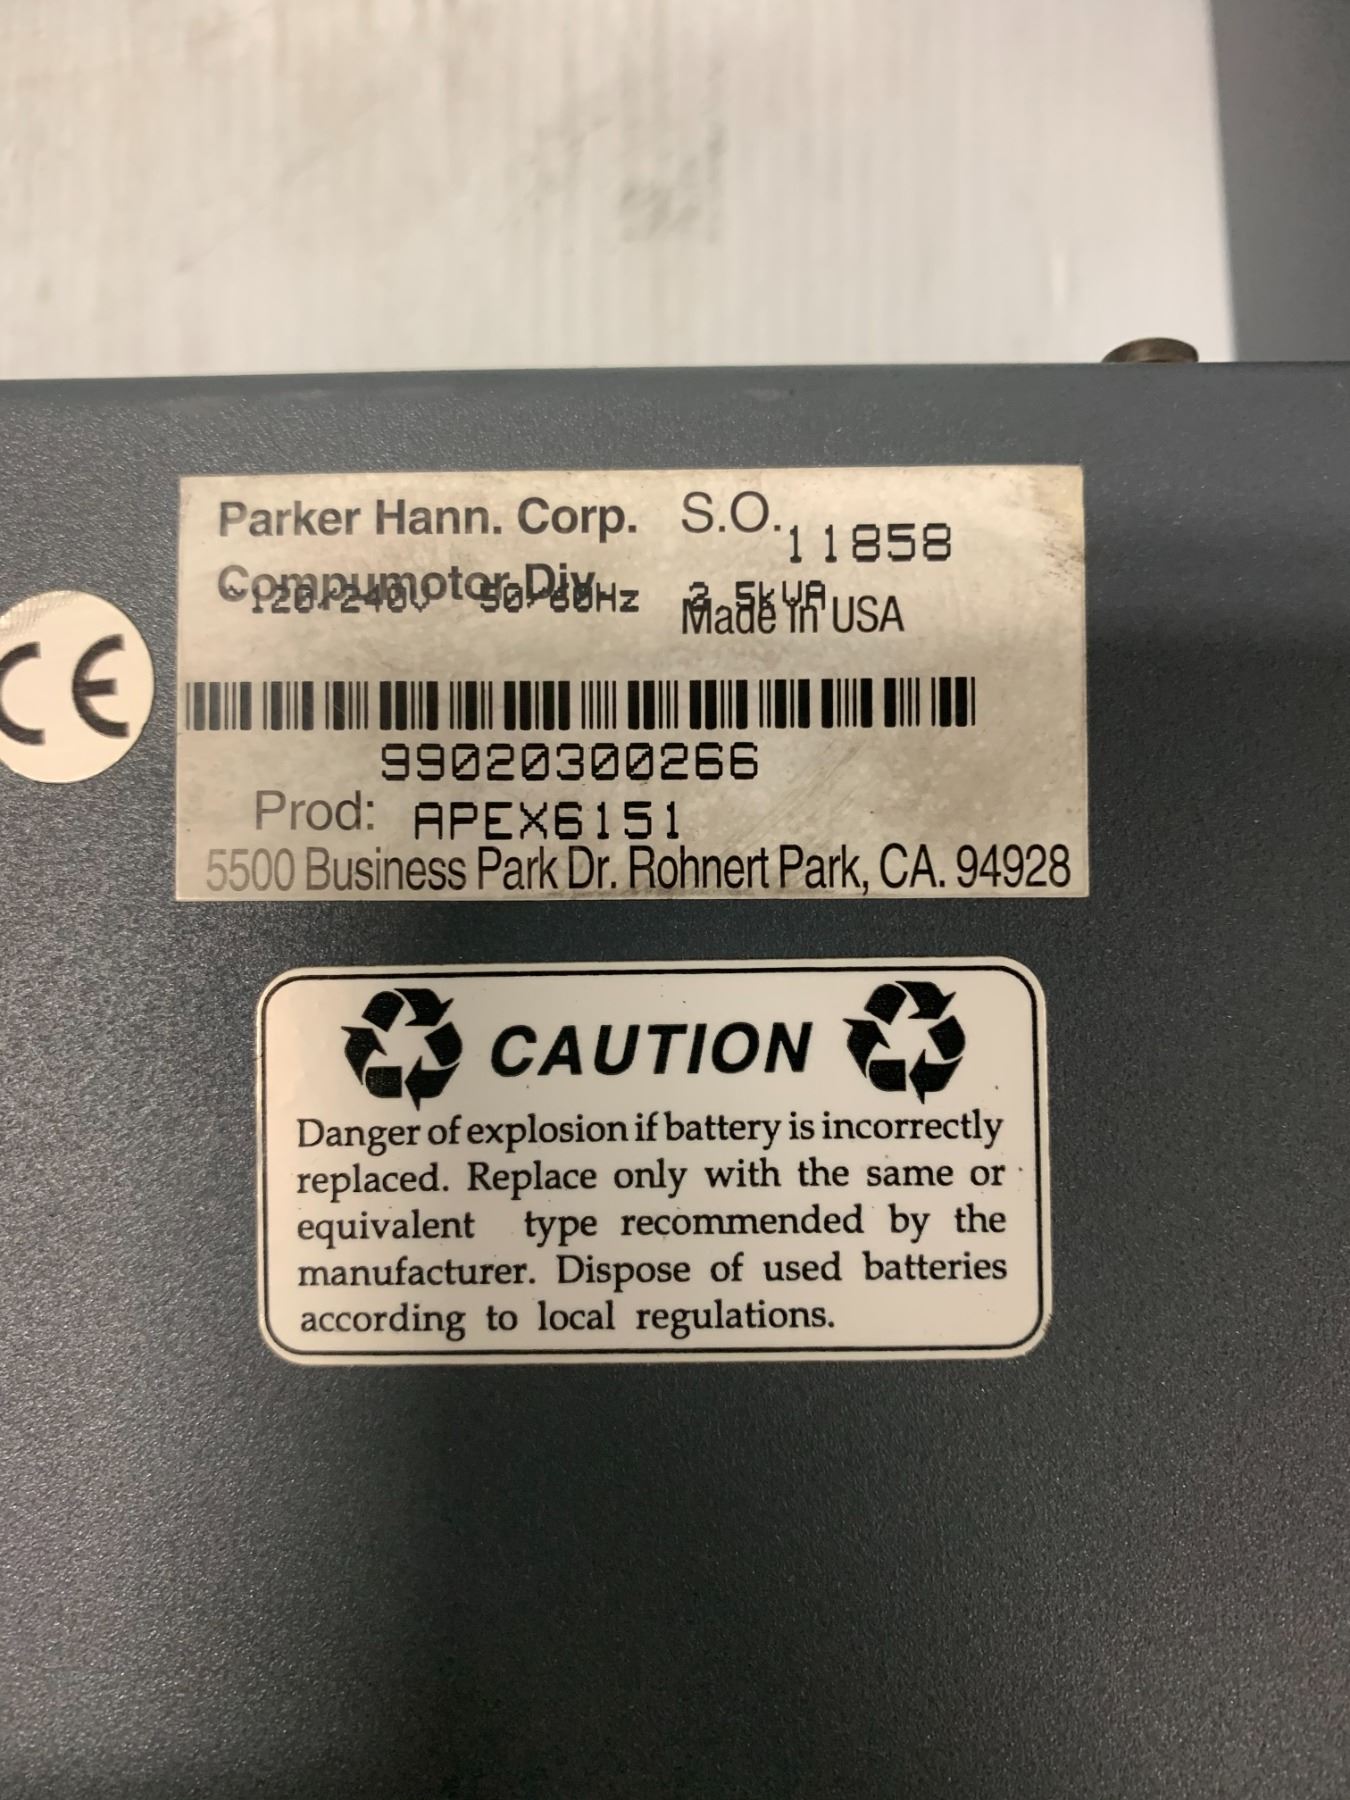 Parker Hann. Corp. S.O. 11858
Compumotor Div.
~120/240V 50/60Hz 5kVA
Made in USA
CE
99020300266
Prod: APEX6151
5500 Business Park Dr. Rohnert Park, CA. 94928
CAUTION
Danger of explosion if battery is incorrectly
replaced. Replace only with the same or
equivalent type recommended by the
manufacturer. Dispose of used batteries
according to local regulations.